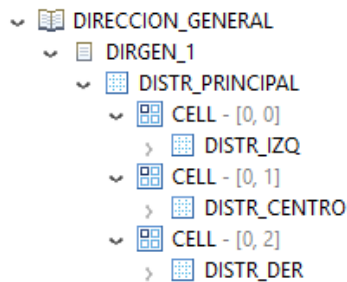 DIRECCION_GENERAL
DIRGEN_1
DISTR_PRINCIPAL
CELL - [0, 0]
DISTR_IZQ
CELL - [0, 1]
DISTR_CENTRO
CELL - [0, 2]
DISTR_DER